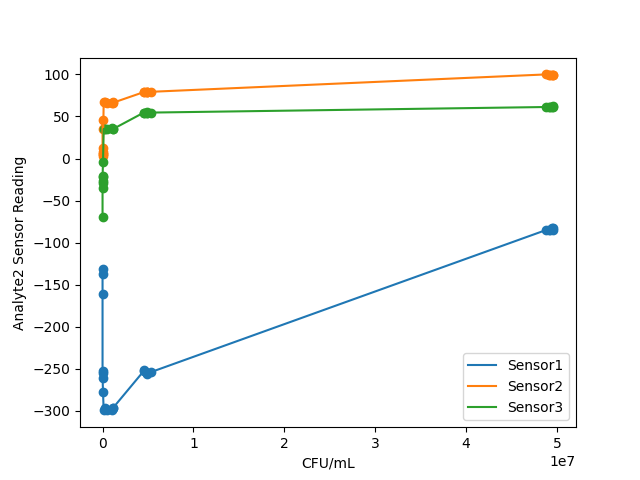 100
50
0
−50
−100
−150
−200
−250
−300
Analyte2 Sensor Reading
Sensor1
Sensor2
Sensor3
0 1 2 3 4 5
1e7
CFU/mL